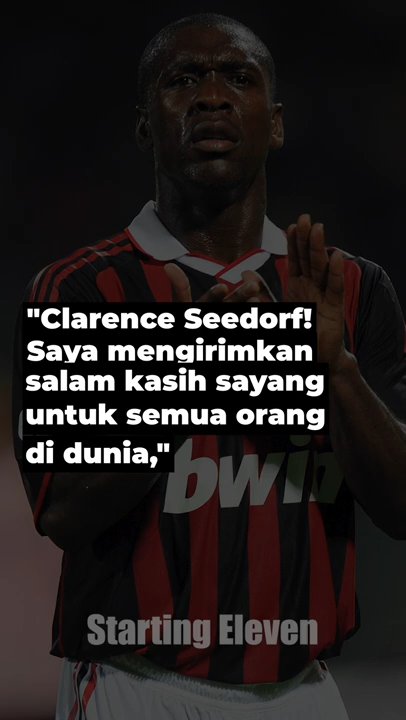 "Clarence Seedorf!
Saya mengirimkan
salam kasih sayang
untuk semua orang
di dunia,"
bwin
Starting Eleven